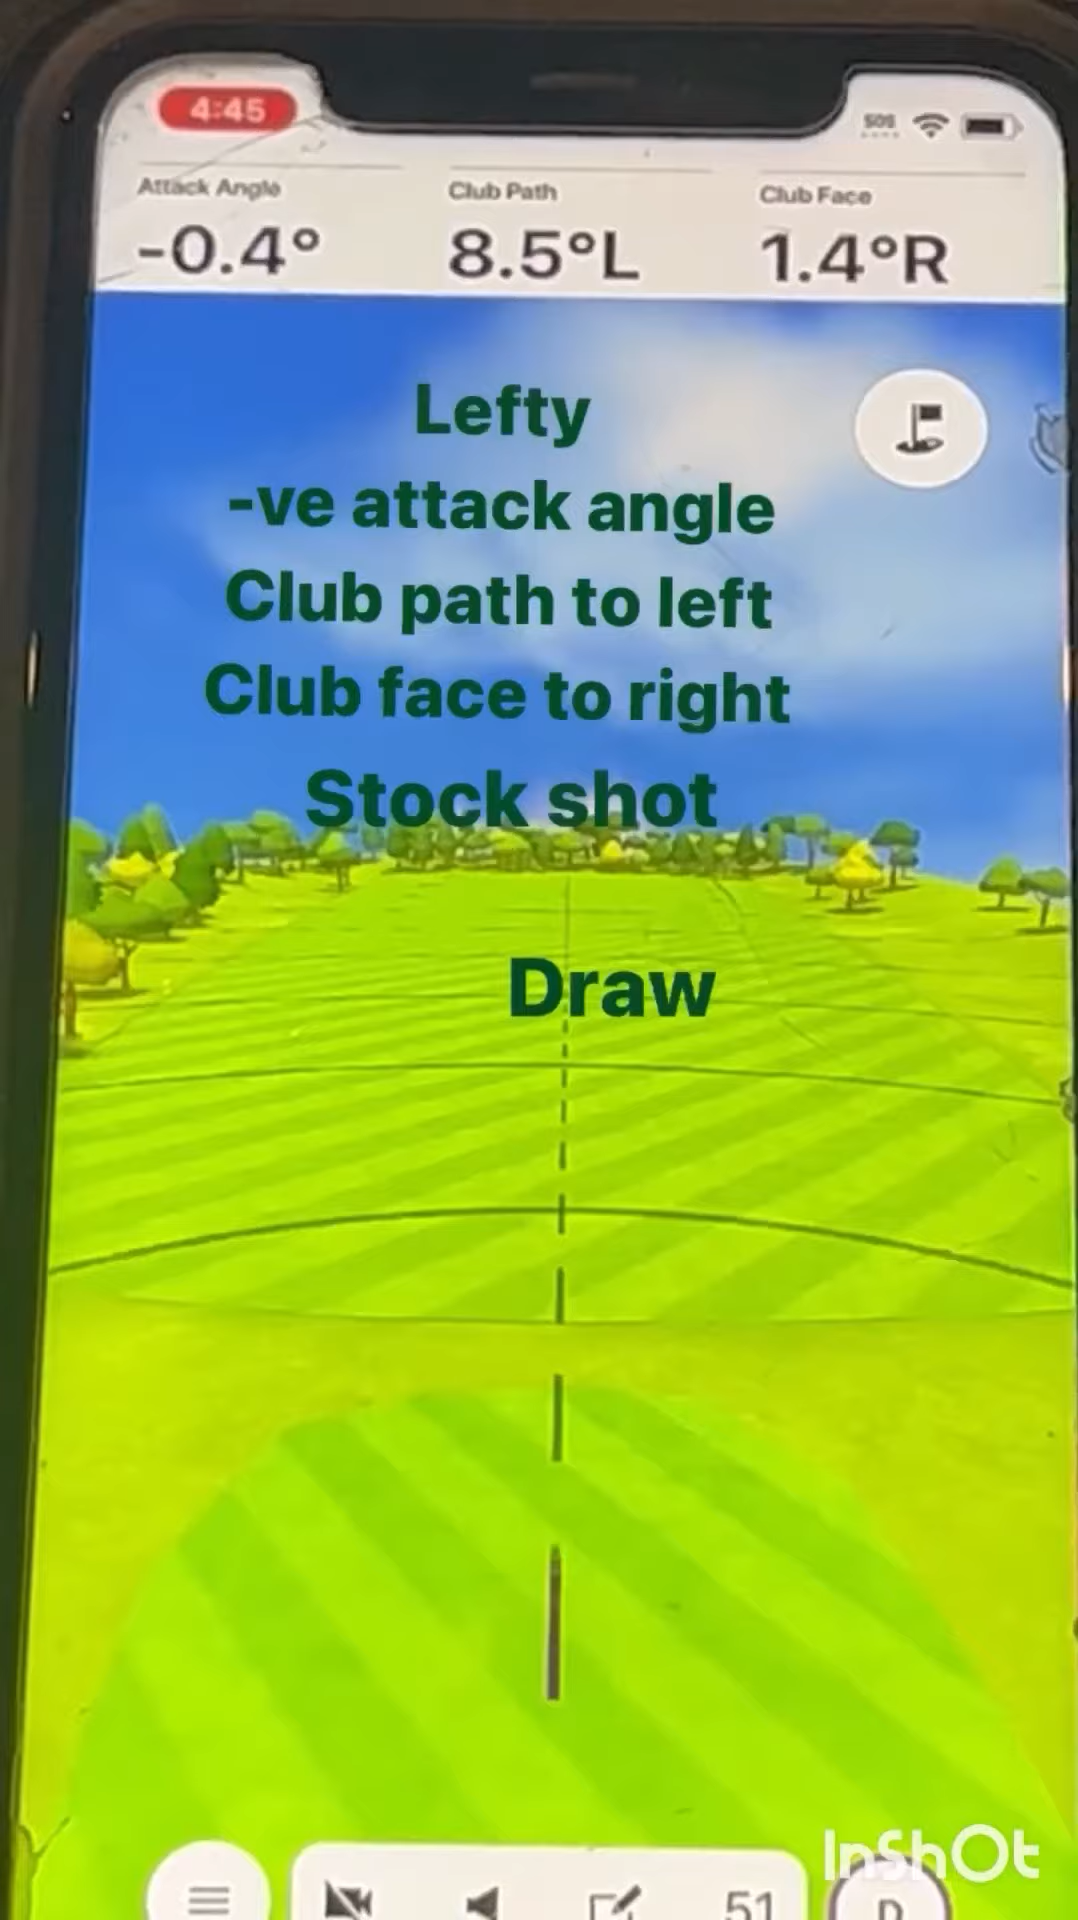 4:45
SOS
Attack Angle
Club Path
Club Face
-0.4°
8.5°L
1.4°R
Lefty
-ve attack angle
Club path to left
Club face to right
Stock shot
Draw
51
D
InShOt